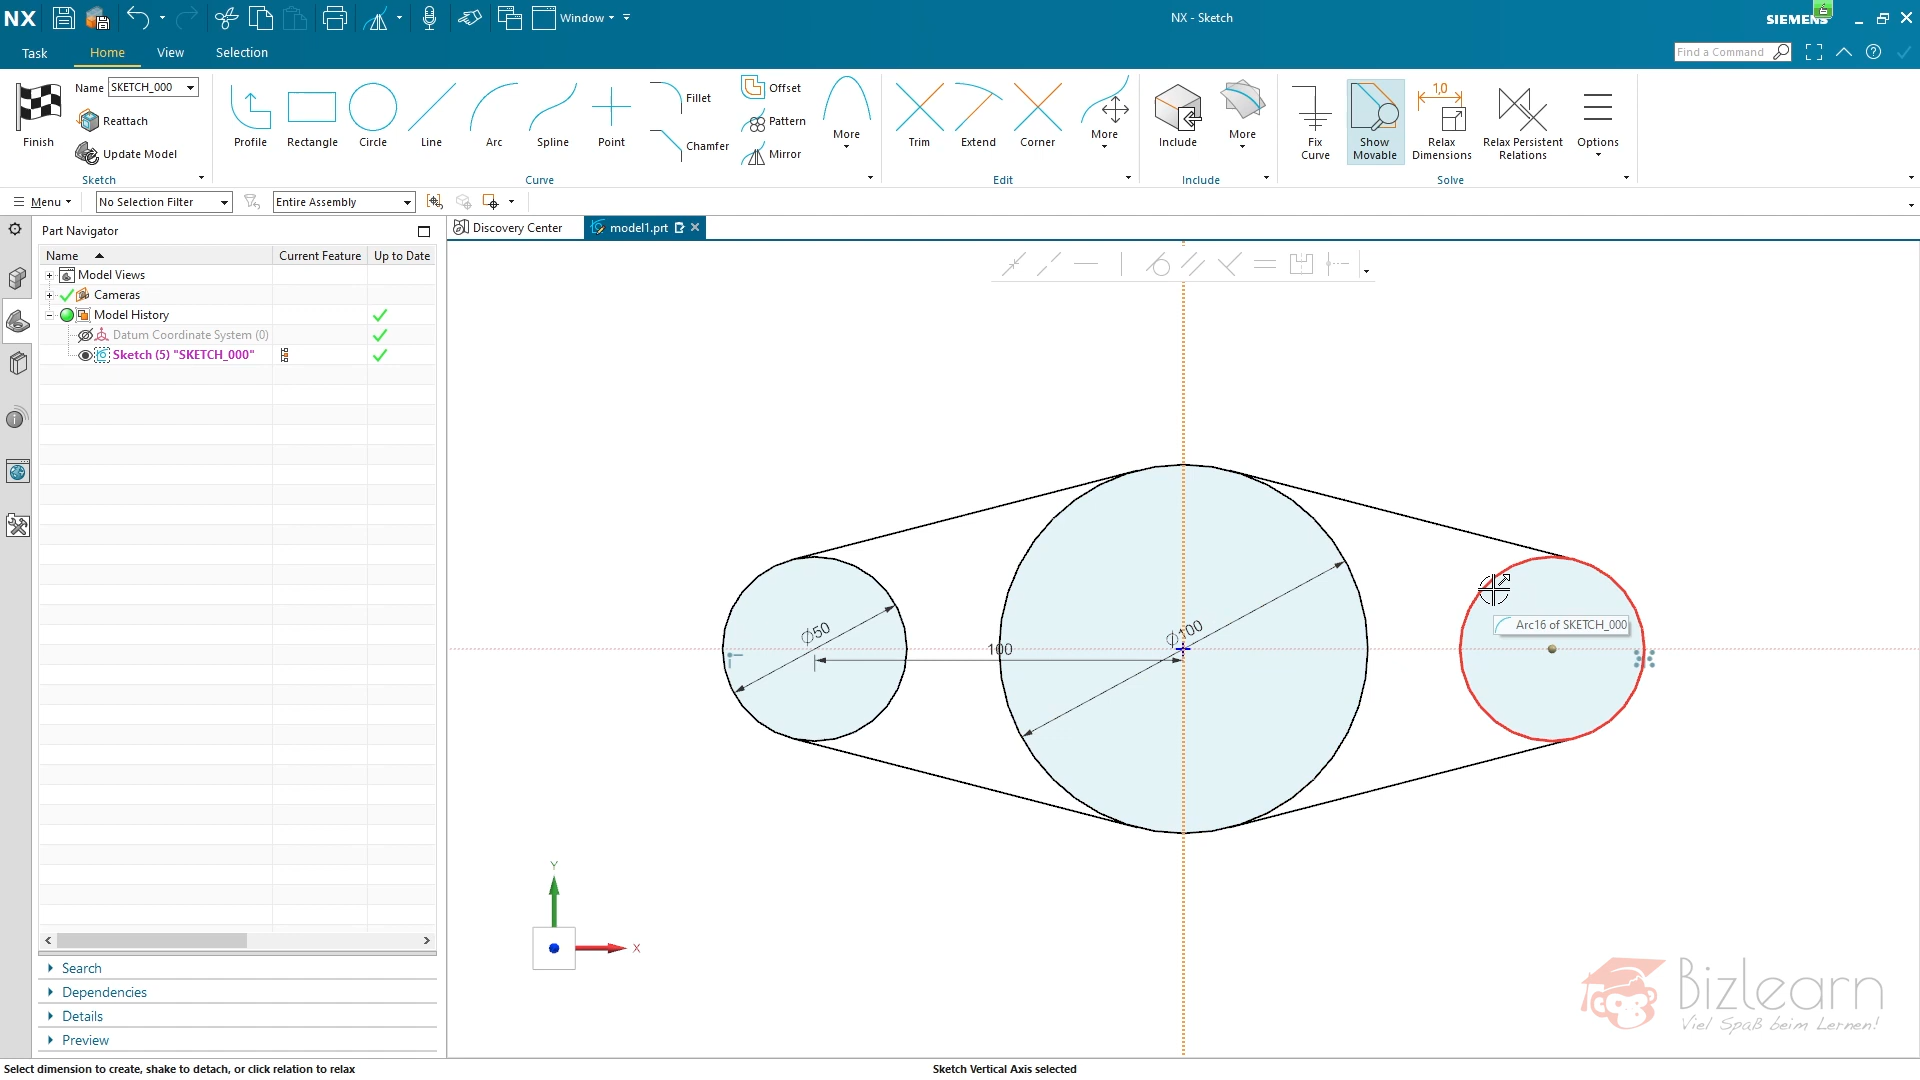 NX
Window
NX - Sketch
SIEMENS
Task
Home
View
Selection
Find a Command
Finish
Name
SKETCH_000
Reattach
Update Model
Sketch
Profile
Rectangle
Circle
Line
Arc
Spline
Point
Fillet
Chamfer
Offset
Pattern
Mirror
More
Curve
Trim
Extend
Corner
More
Edit
Include
More
Include
Fix
Curve
Show
Movable
1,0
Relax
Dimensions
Relax Persistent
Relations
Options
Solve
Menu
No Selection Filter
Entire Assembly
Part Navigator
Discovery Center
model1.prt
Name
Current Feature
Up to Date
Model Views
Cameras
Model History
Datum Coordinate System (0)
Sketch (5) "SKETCH_000"
Ø50
100
Ø100
Arc16 of SKETCH_000
Y
X
Search
Dependencies
Details
Preview
Bizlearn
Viel Spaß beim Lernen!
Select dimension to create, shake to detach, or click relation to relax
Sketch Vertical Axis selected